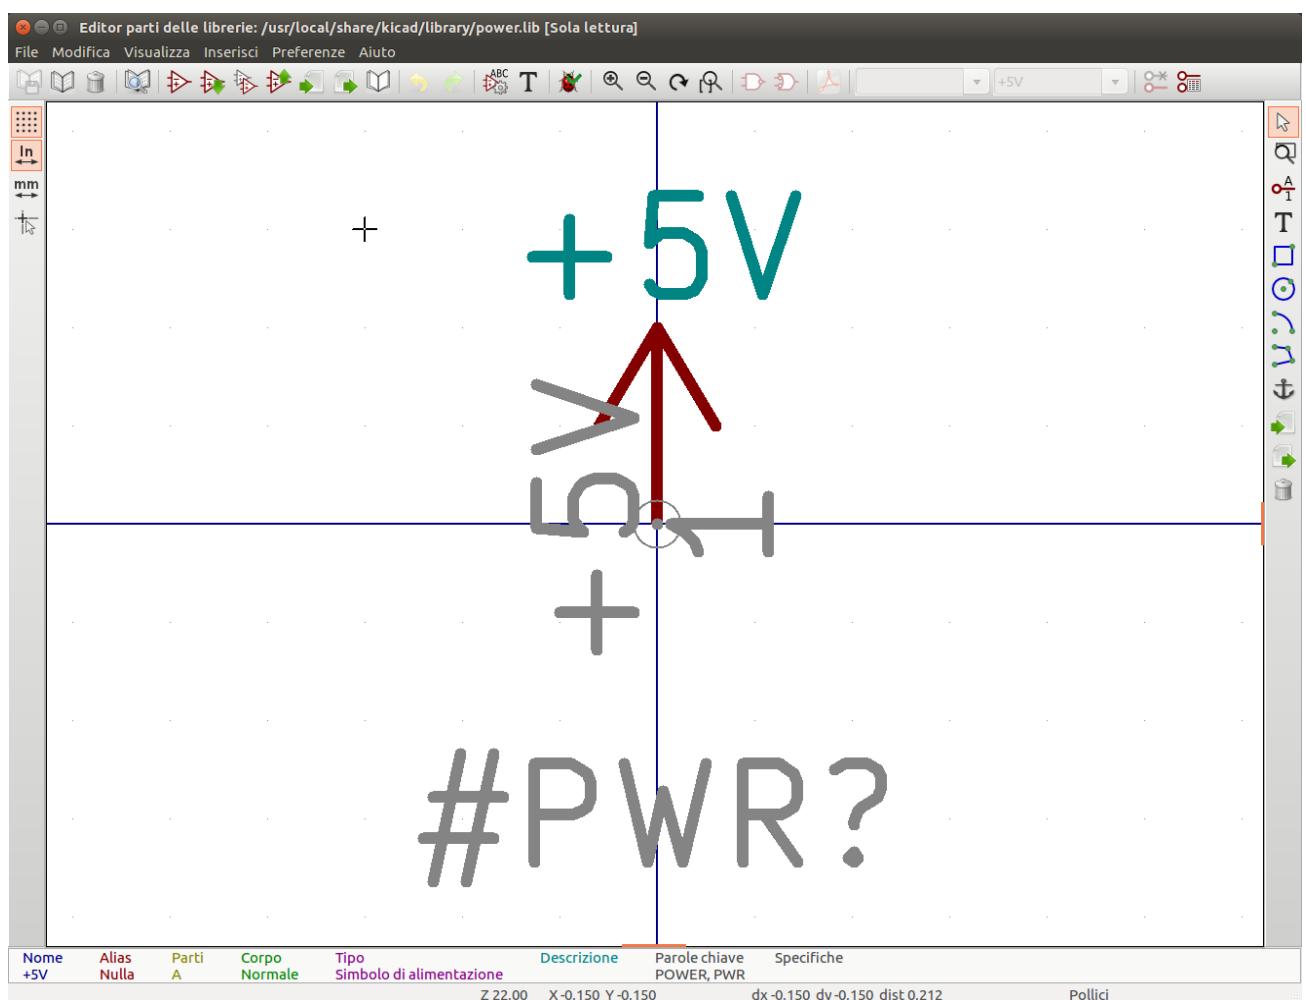 Editor parti delle librerie: /usr/local/share/kicad/library/power.lib [Sola lettura]
File Modifica Visualizza Inserisci Preferenze Aiuto
ABC T +5V
In
mm
A
1
T
+5V
+5V
1
#PWR?
Nome Alias Parti Corpo Tipo Descrizione Parole chiave Specifiche
+5V Nulla A Normale Simbolo di alimentazione POWER, PWR
Z 22.00 X -0.150 Y -0.150 dx -0.150 dy -0.150 dist 0.212 Pollici